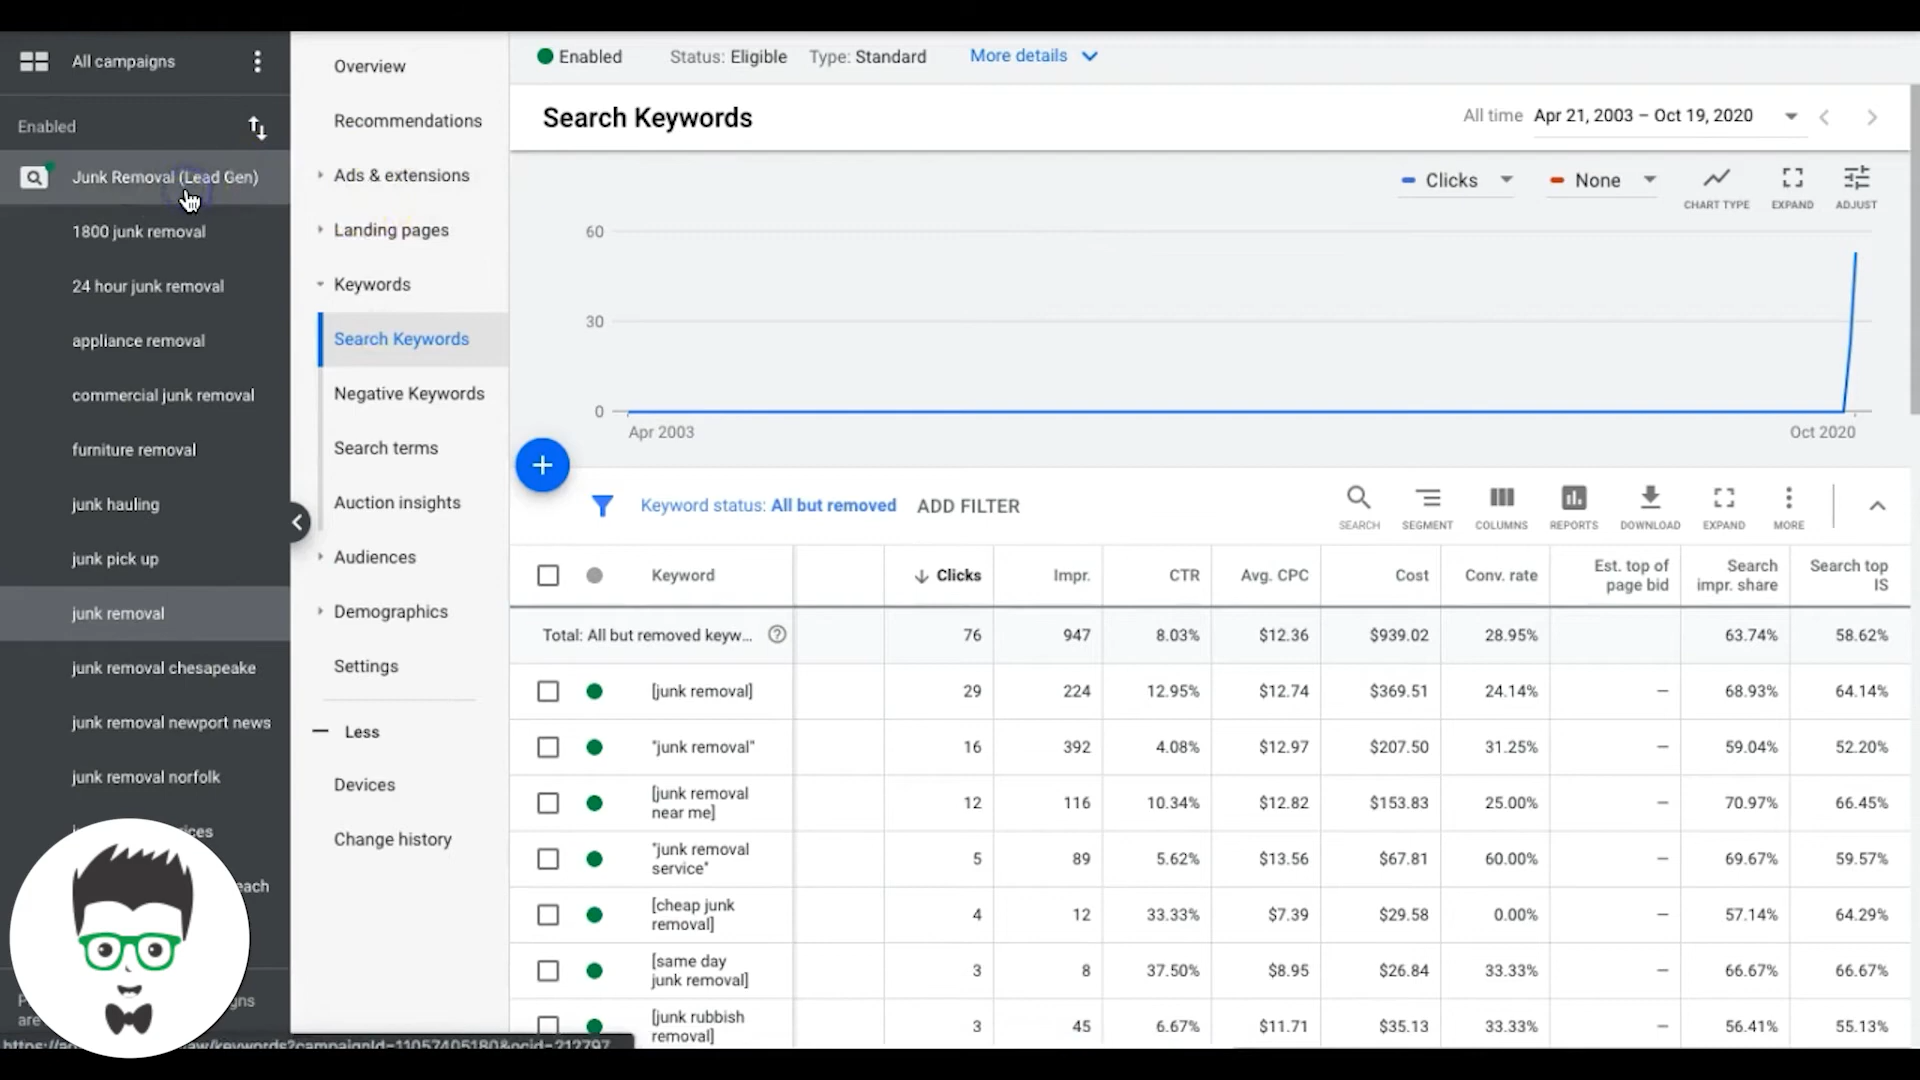 All campaigns
Enabled
Junk Removal (Lead Gen)
1800 junk removal
24 hour junk removal
appliance removal
commercial junk removal
furniture removal
junk hauling
junk pick up
junk removal
junk removal chesapeake
junk removal newport news
junk removal norfolk
Overview
Recommendations
Ads & extensions
Landing pages
Keywords
Search Keywords
Negative Keywords
Search terms
Auction insights
Audiences
Demographics
Settings
Less
Devices
Change history
Enabled Status: Eligible Type: Standard More details
Search Keywords
All time Apr 21, 2003 – Oct 19, 2020
Clicks None CHART TYPE EXPAND ADJUST
60
30
0
Apr 2003 Oct 2020
Keyword status: All but removed ADD FILTER
SEARCH SEGMENT COLUMNS REPORTS DOWNLOAD EXPAND MORE
Keyword Clicks Impr. CTR Avg. CPC Cost Conv. rate Est. top of page bid Search impr. share Search top IS
Total: All but removed keyw... 76 947 8.03% $12.36 $939.02 28.95% 63.74% 58.62%
[junk removal] 29 224 12.95% $12.74 $369.51 24.14% — 68.93% 64.14%
"junk removal" 16 392 4.08% $12.97 $207.50 31.25% — 59.04% 52.20%
[junk removal near me] 12 116 10.34% $12.82 $153.83 25.00% — 70.97% 66.45%
"junk removal service" 5 89 5.62% $13.56 $67.81 60.00% — 69.67% 59.57%
[cheap junk removal] 4 12 33.33% $7.39 $29.58 0.00% — 57.14% 64.29%
[same day junk removal] 3 8 37.50% $8.95 $26.84 33.33% — 66.67% 66.67%
[junk rubbish removal] 3 45 6.67% $11.71 $35.13 33.33% — 56.41% 55.13%